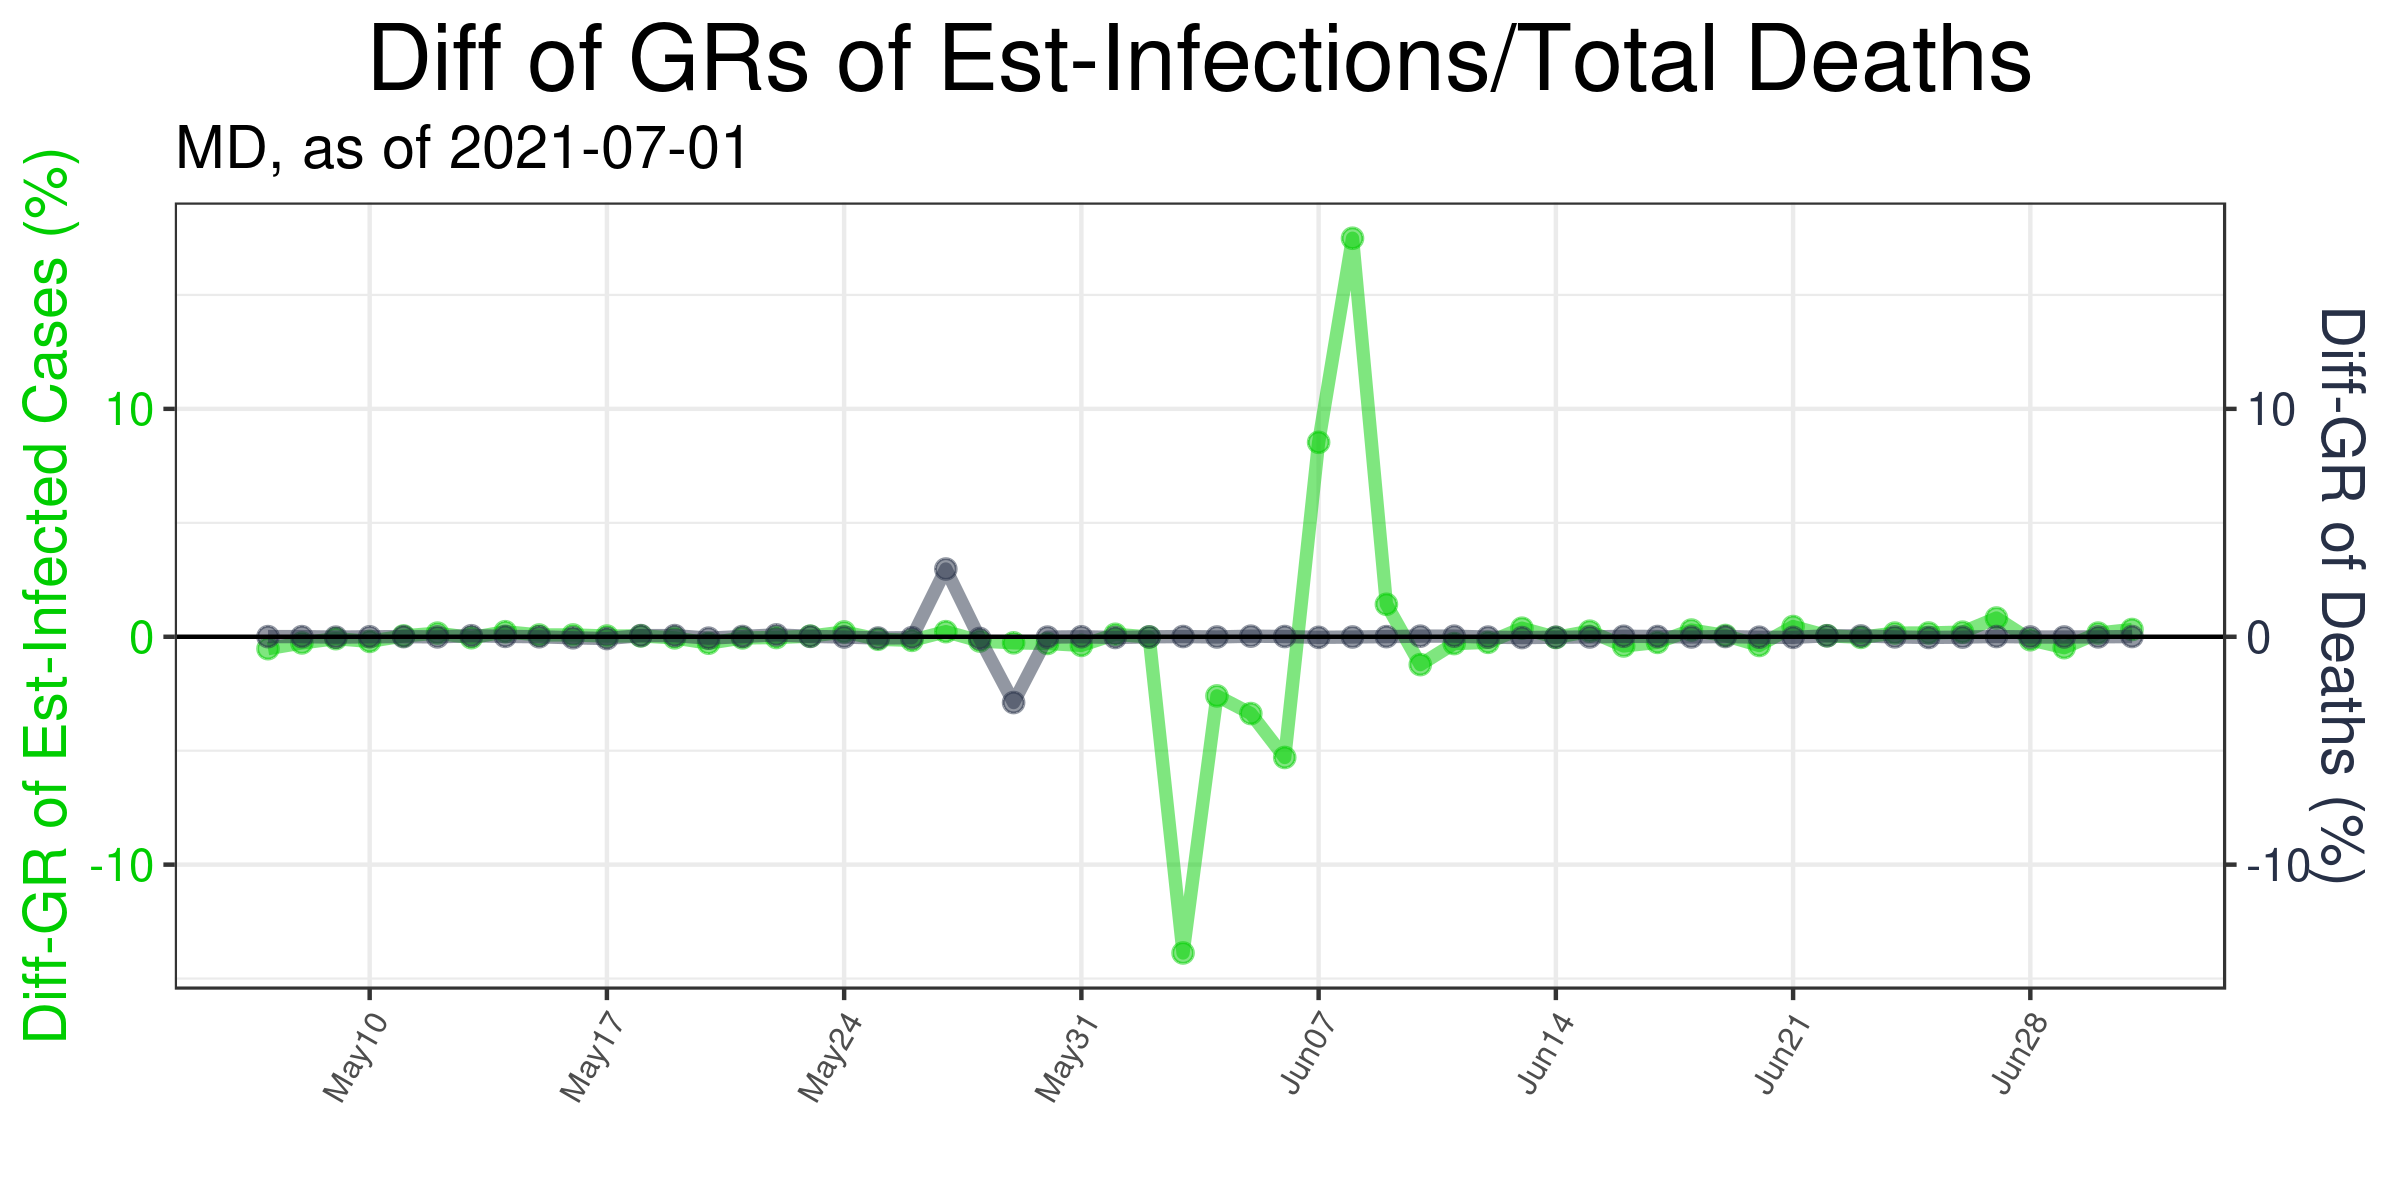 Diff of GRs of Est-Infections/Total Deaths
MD, as of 2021-07-01
Diff-GR of Est-Infected Cases (%)
10
0
-10
10
0
-10
Diff-GR of Deaths (%)
May10
May17
May24
May31
Jun07
Jun14
Jun21
Jun28